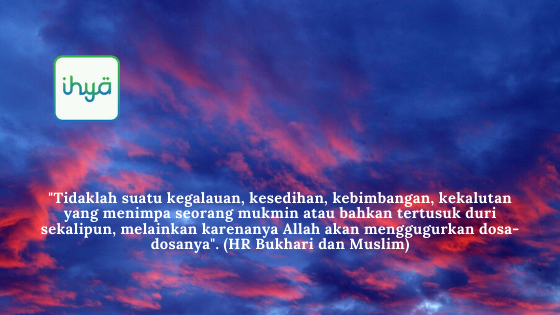 ihyä
"Tidaklah suatu kegalauan, kesedihan, kebimbangan, kekalutan
yang menimpa seorang mukmin atau bahkan tertusuk duri
sekalipun, melainkan karenanya Allah akan menggugurkan dosa-
dosanya". (HR Bukhari dan Muslim)